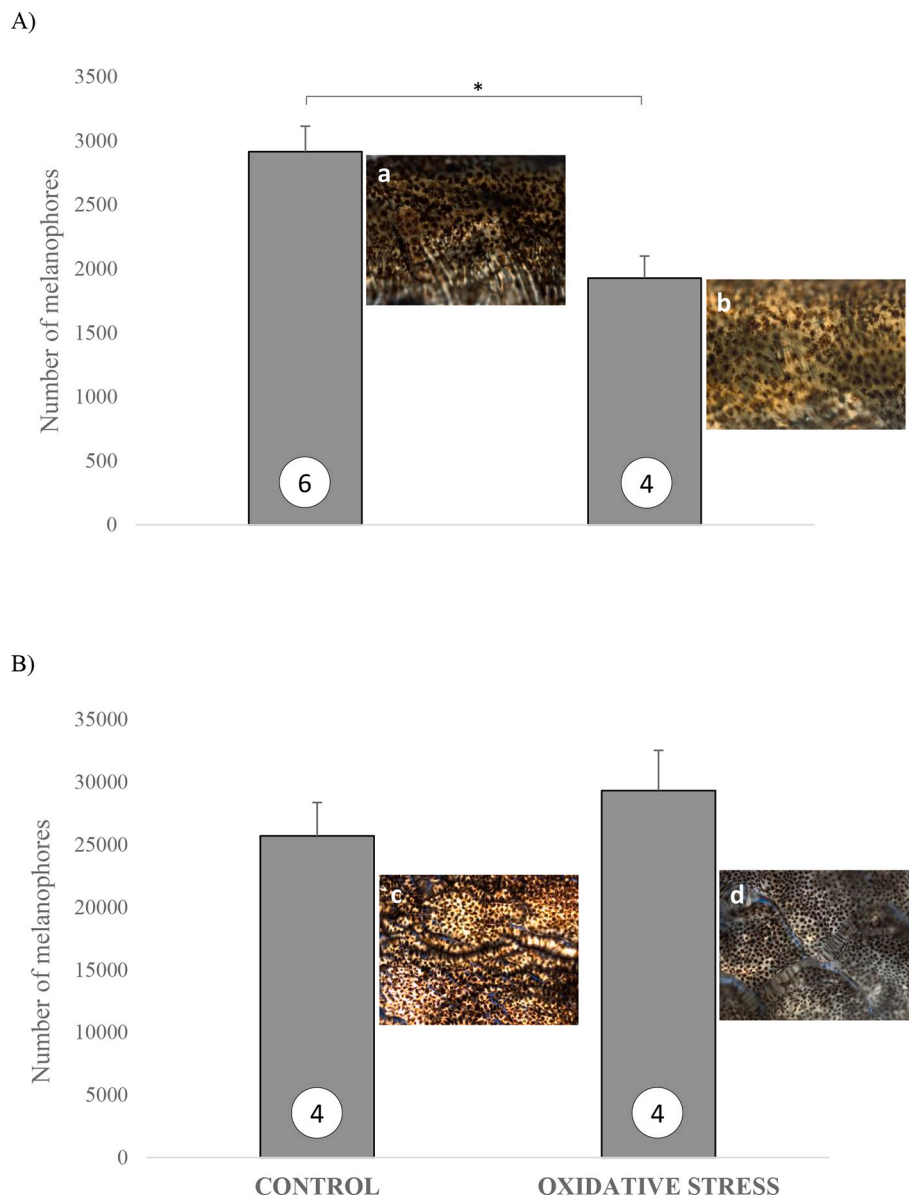 A)
3500
*
3000
a
2500
2000
b
1500
1000
500
6
4
0
Number of melanophores
B)
35000
30000
25000
c
d
20000
15000
10000
5000
4
4
0
Number of melanophores
CONTROL
OXIDATIVE STRESS